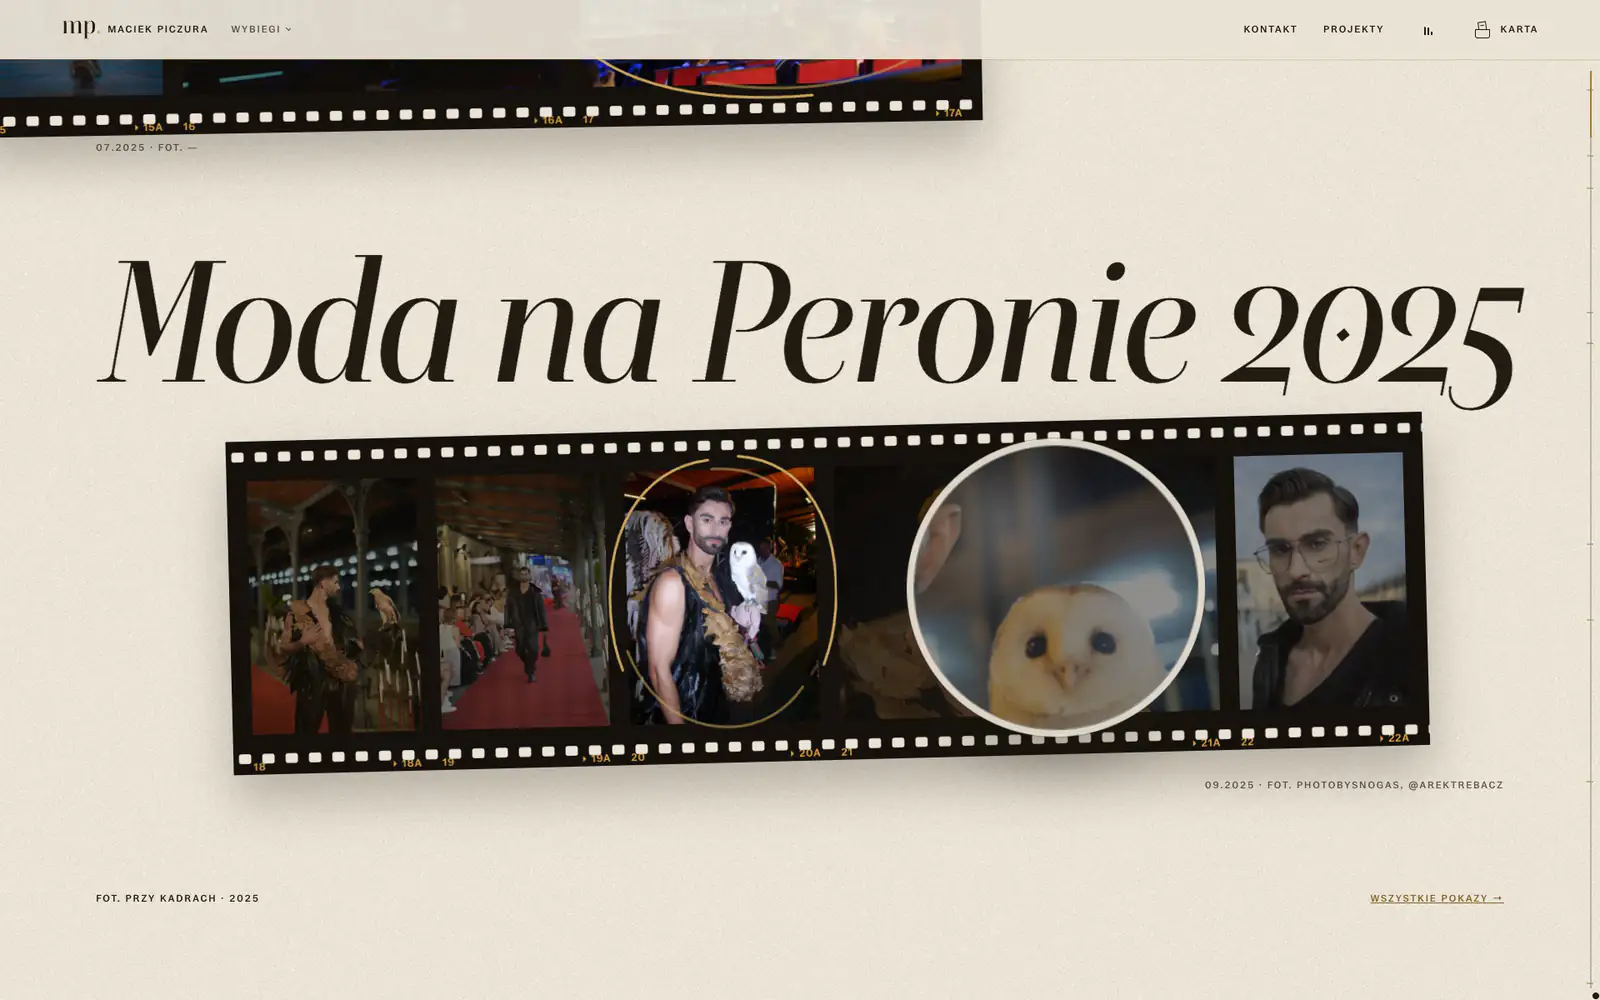 mp. MACIEK PICZURA WYBIEGI KONTAKT PROJEKTY KARTA
5 15A 16 16A 17 17A
07.2025 · FOT. —
Moda na Peronie 2025
18 18A 19 19A 20 20A 21 21A 22 22A
09.2025 · FOT. PHOTOBYSNOGAS, @AREKTREBACZ
FOT. PRZY KADRACH · 2025 WSZYSTKIE POKAZY →